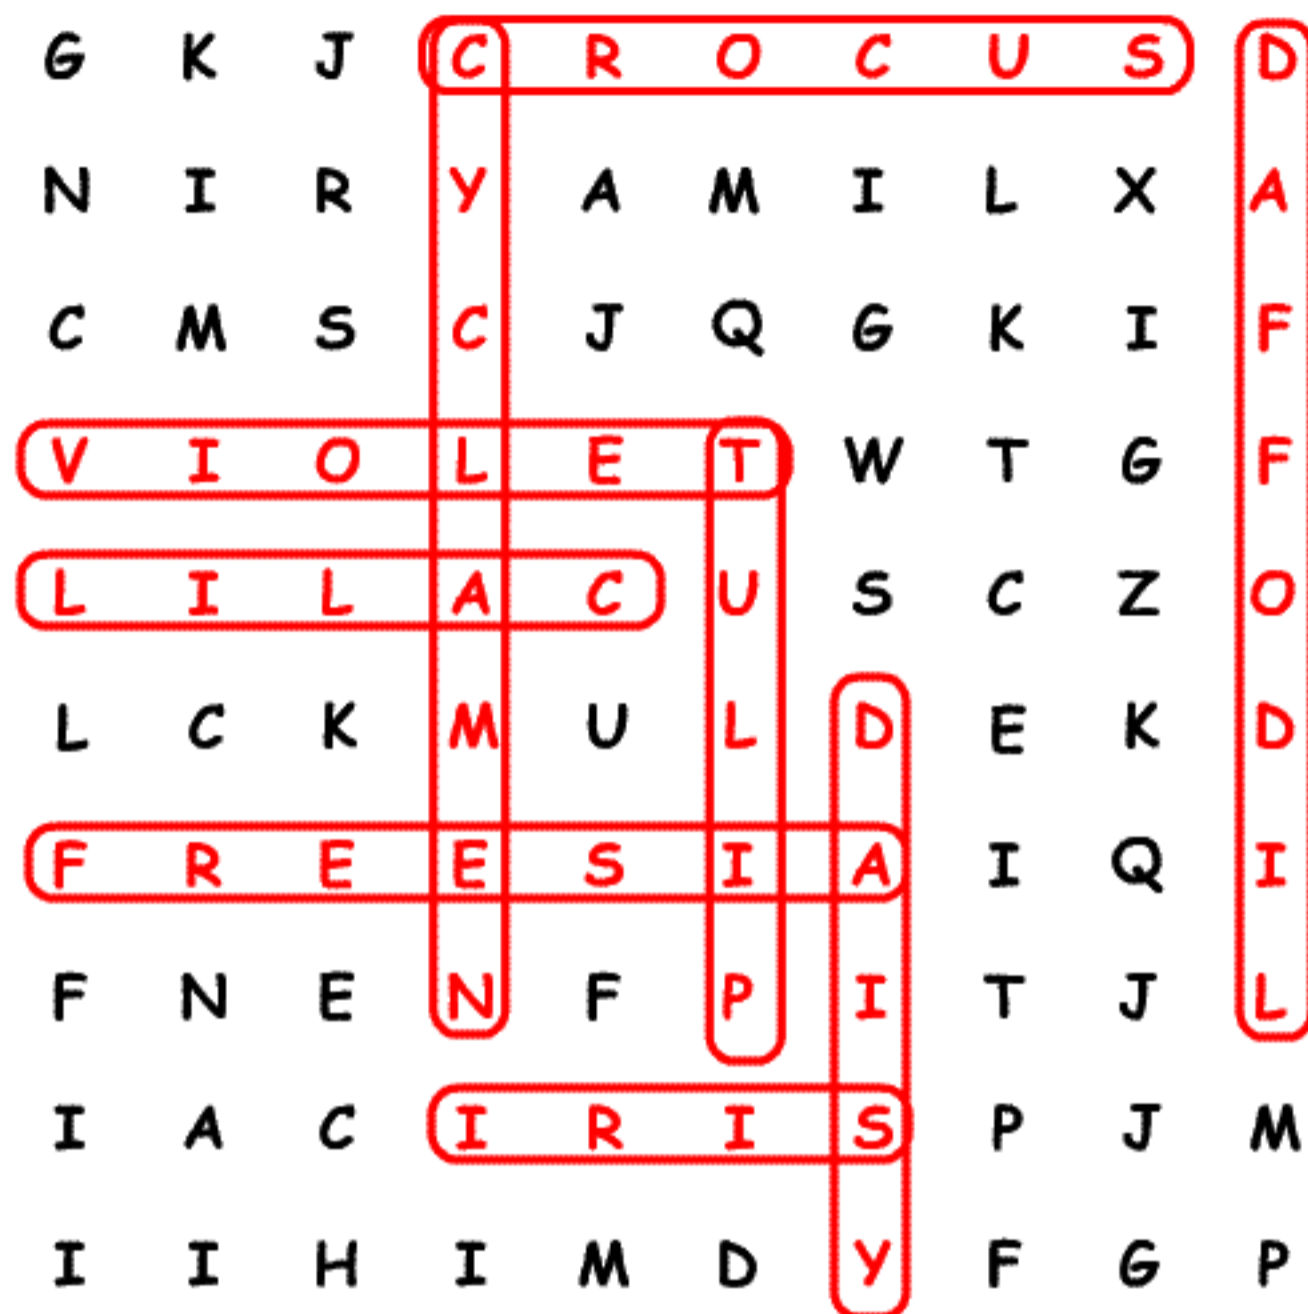 G K J C R O C U S D
N I R Y A M I L X A
C M S C J Q G K I F
V I O L E T W T G F
L I L A C U S C Z O
L C K M U L D E K D
F R E E S I A I Q I
F N E N F P I T J L
I A C I R I S P J M
I I H I M D Y F G P